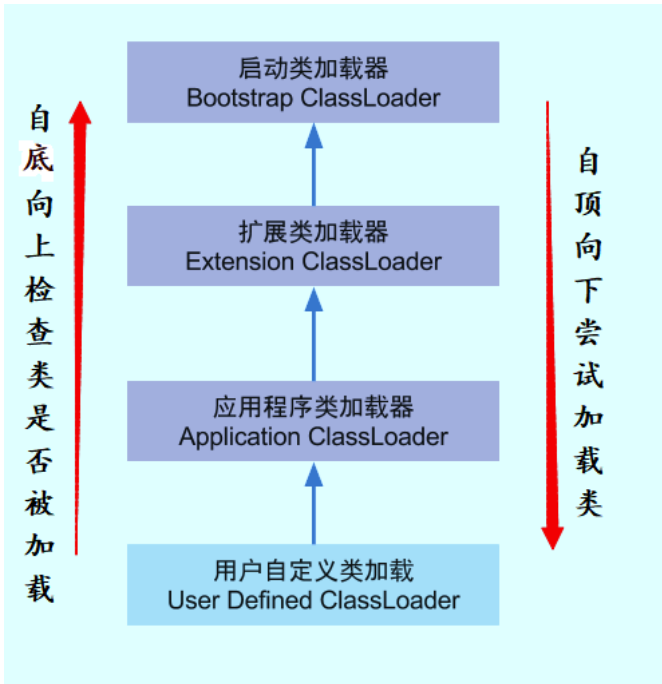 启动类加载器
Bootstrap ClassLoader
自底向上检查类是否被加载
自顶向下尝试加载类
扩展类加载器
Extension ClassLoader
应用程序类加载器
Application ClassLoader
用户自定义类加载
User Defined ClassLoader